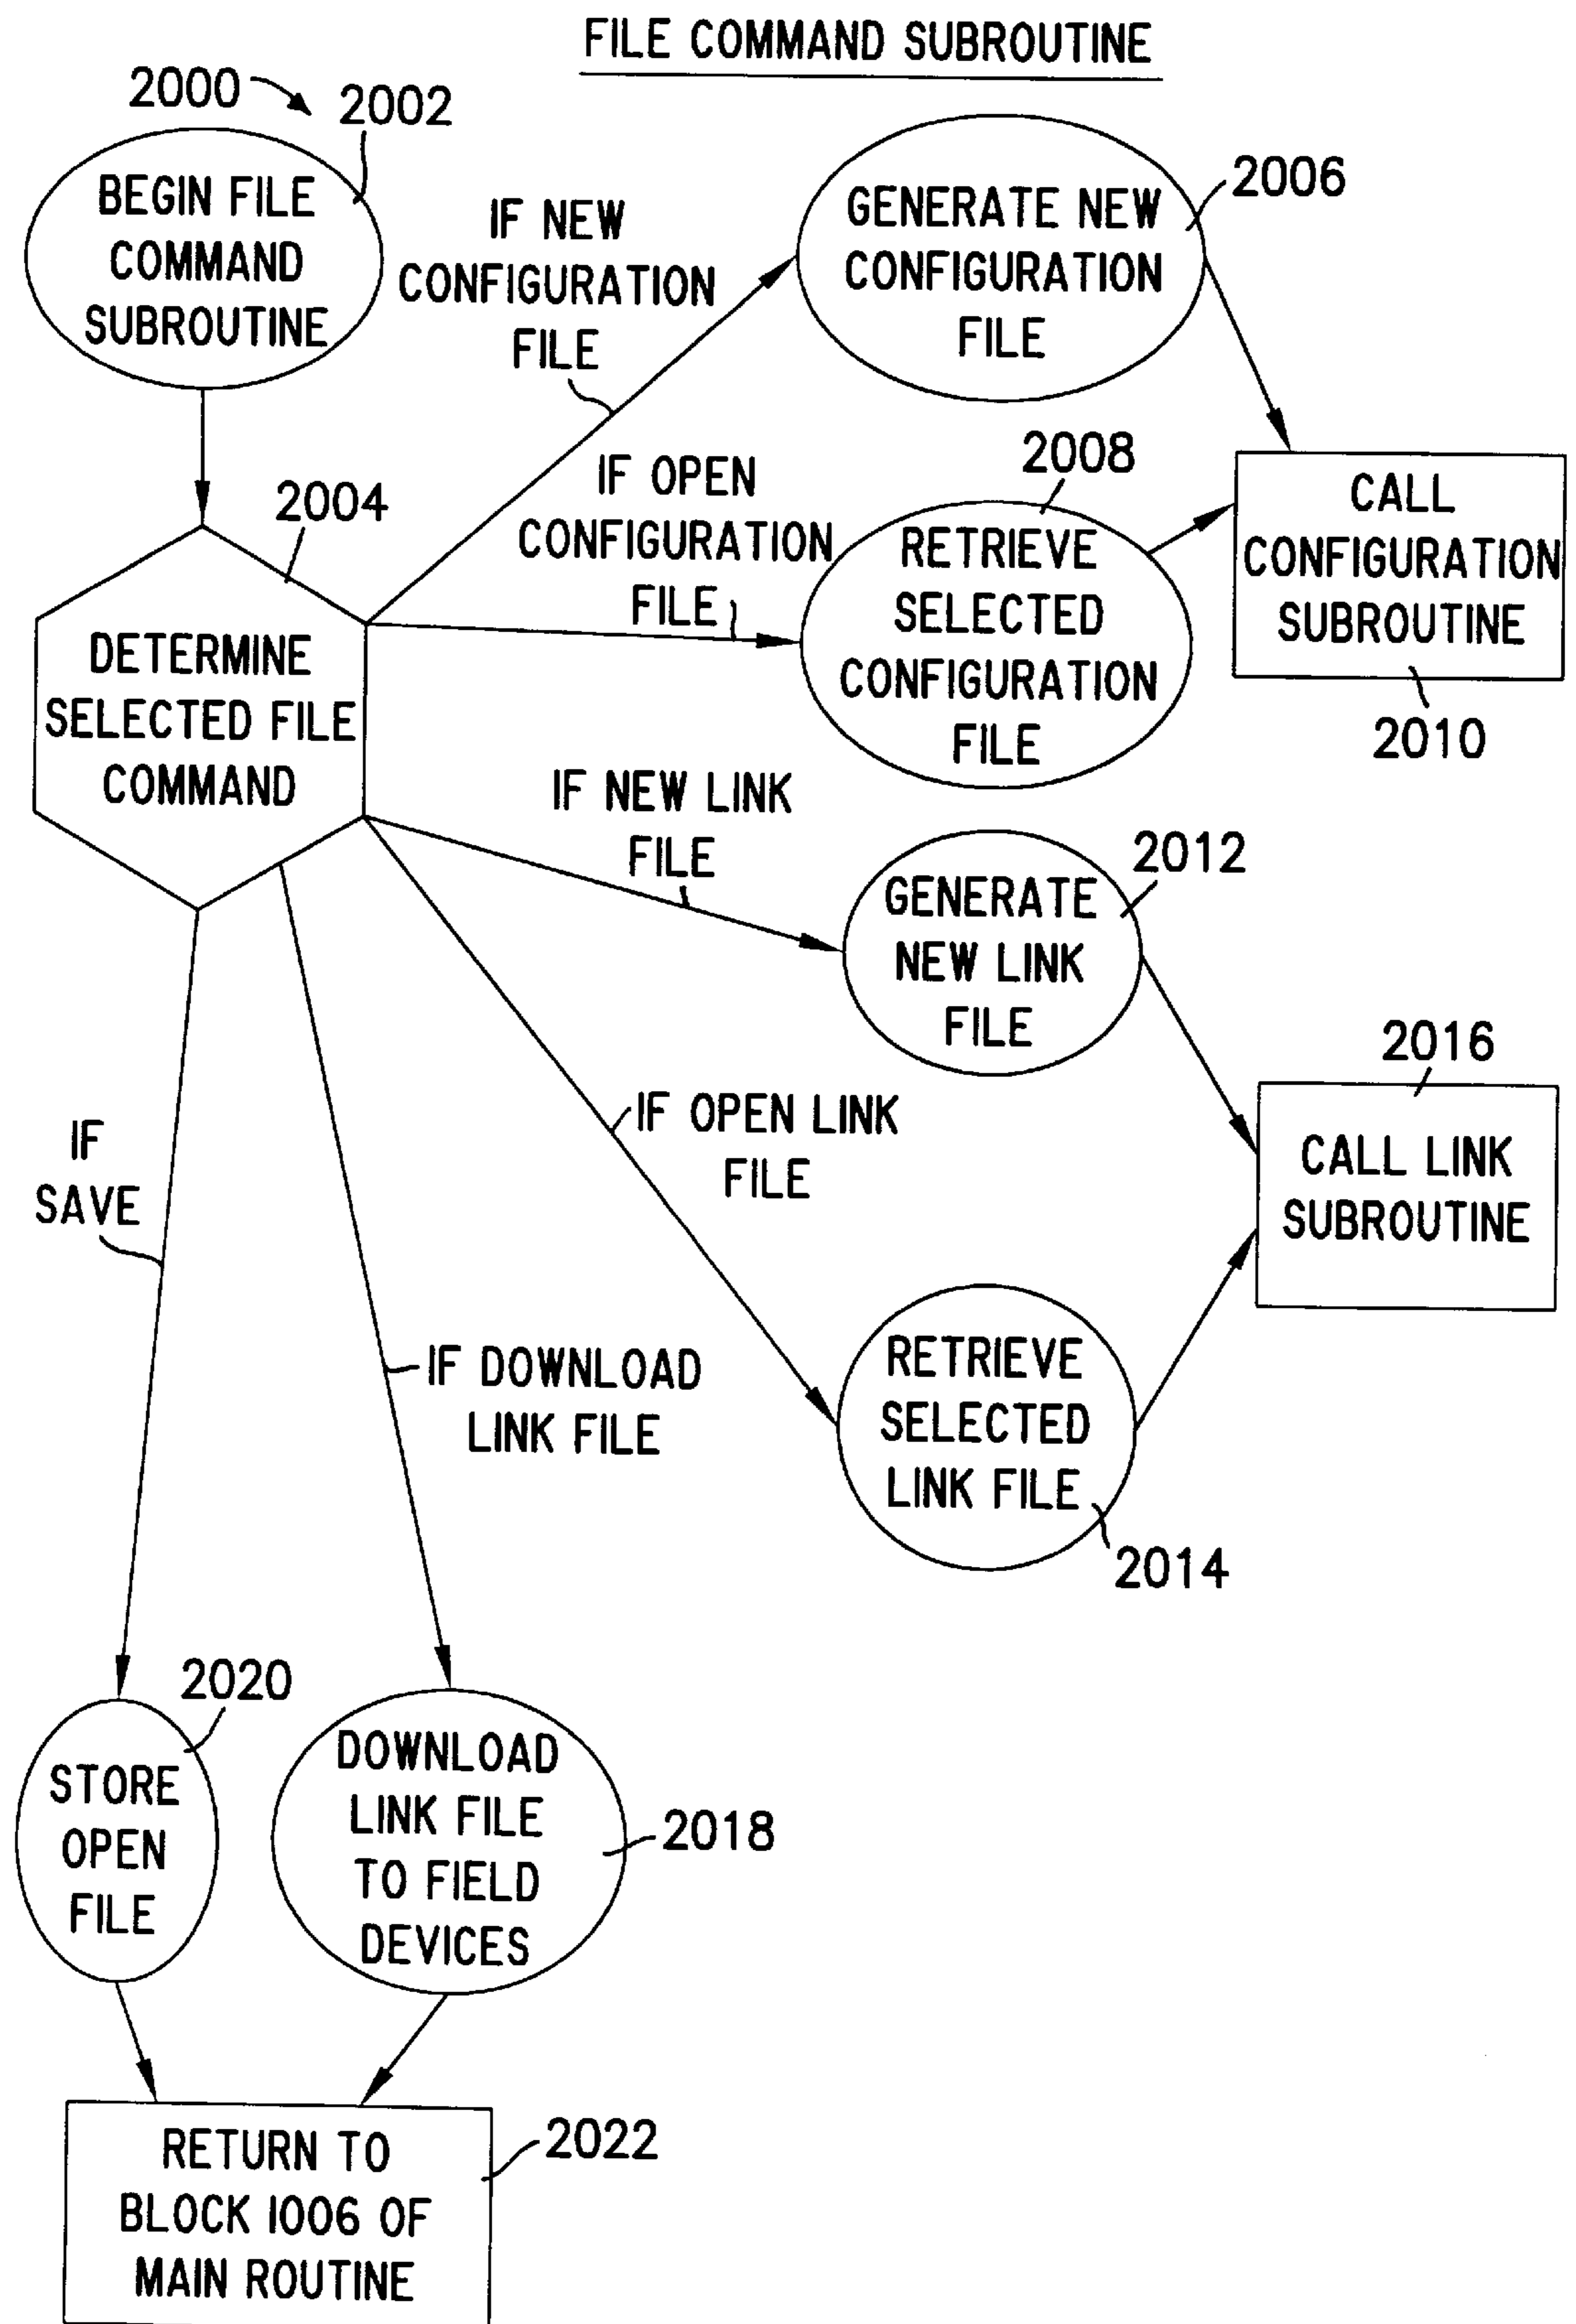 FILE COMMAND SUBROUTINE
2000
2002
BEGIN FILE
COMMAND
SUBROUTINE
IF NEW
CONFIGURATION
FILE
GENERATE NEW
CONFIGURATION
FILE
2006
2004
DETERMINE
SELECTED FILE
COMMAND
IF OPEN
CONFIGURATION
FILE
2008
RETRIEVE
SELECTED
CONFIGURATION
FILE
CALL
CONFIGURATION
SUBROUTINE
2010
IF NEW LINK
FILE
2012
GENERATE
NEW LINK
FILE
2016
CALL LINK
SUBROUTINE
IF OPEN LINK
FILE
RETRIEVE
SELECTED
LINK FILE
2014
IF
SAVE
IF DOWNLOAD
LINK FILE
2020
STORE
OPEN
FILE
DOWNLOAD
LINK FILE
TO FIELD
DEVICES
2018
RETURN TO
BLOCK 1006 OF
MAIN ROUTINE
2022